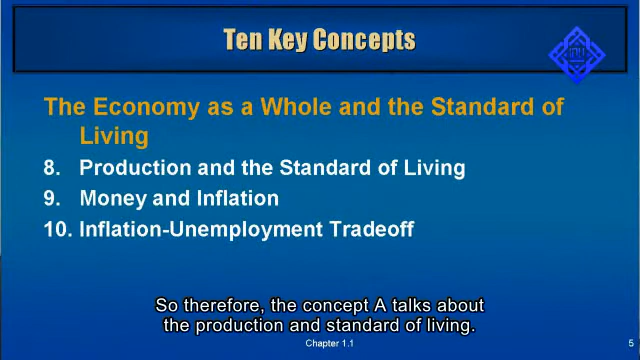 Ten Key Concepts
The Economy as a Whole and the Standard of
Living
8. Production and the Standard of Living
9. Money and Inflation
10. Inflation-Unemployment Tradeoff
So therefore, the concept A talks about
the production and standard of living.
Chapter 1.1
5